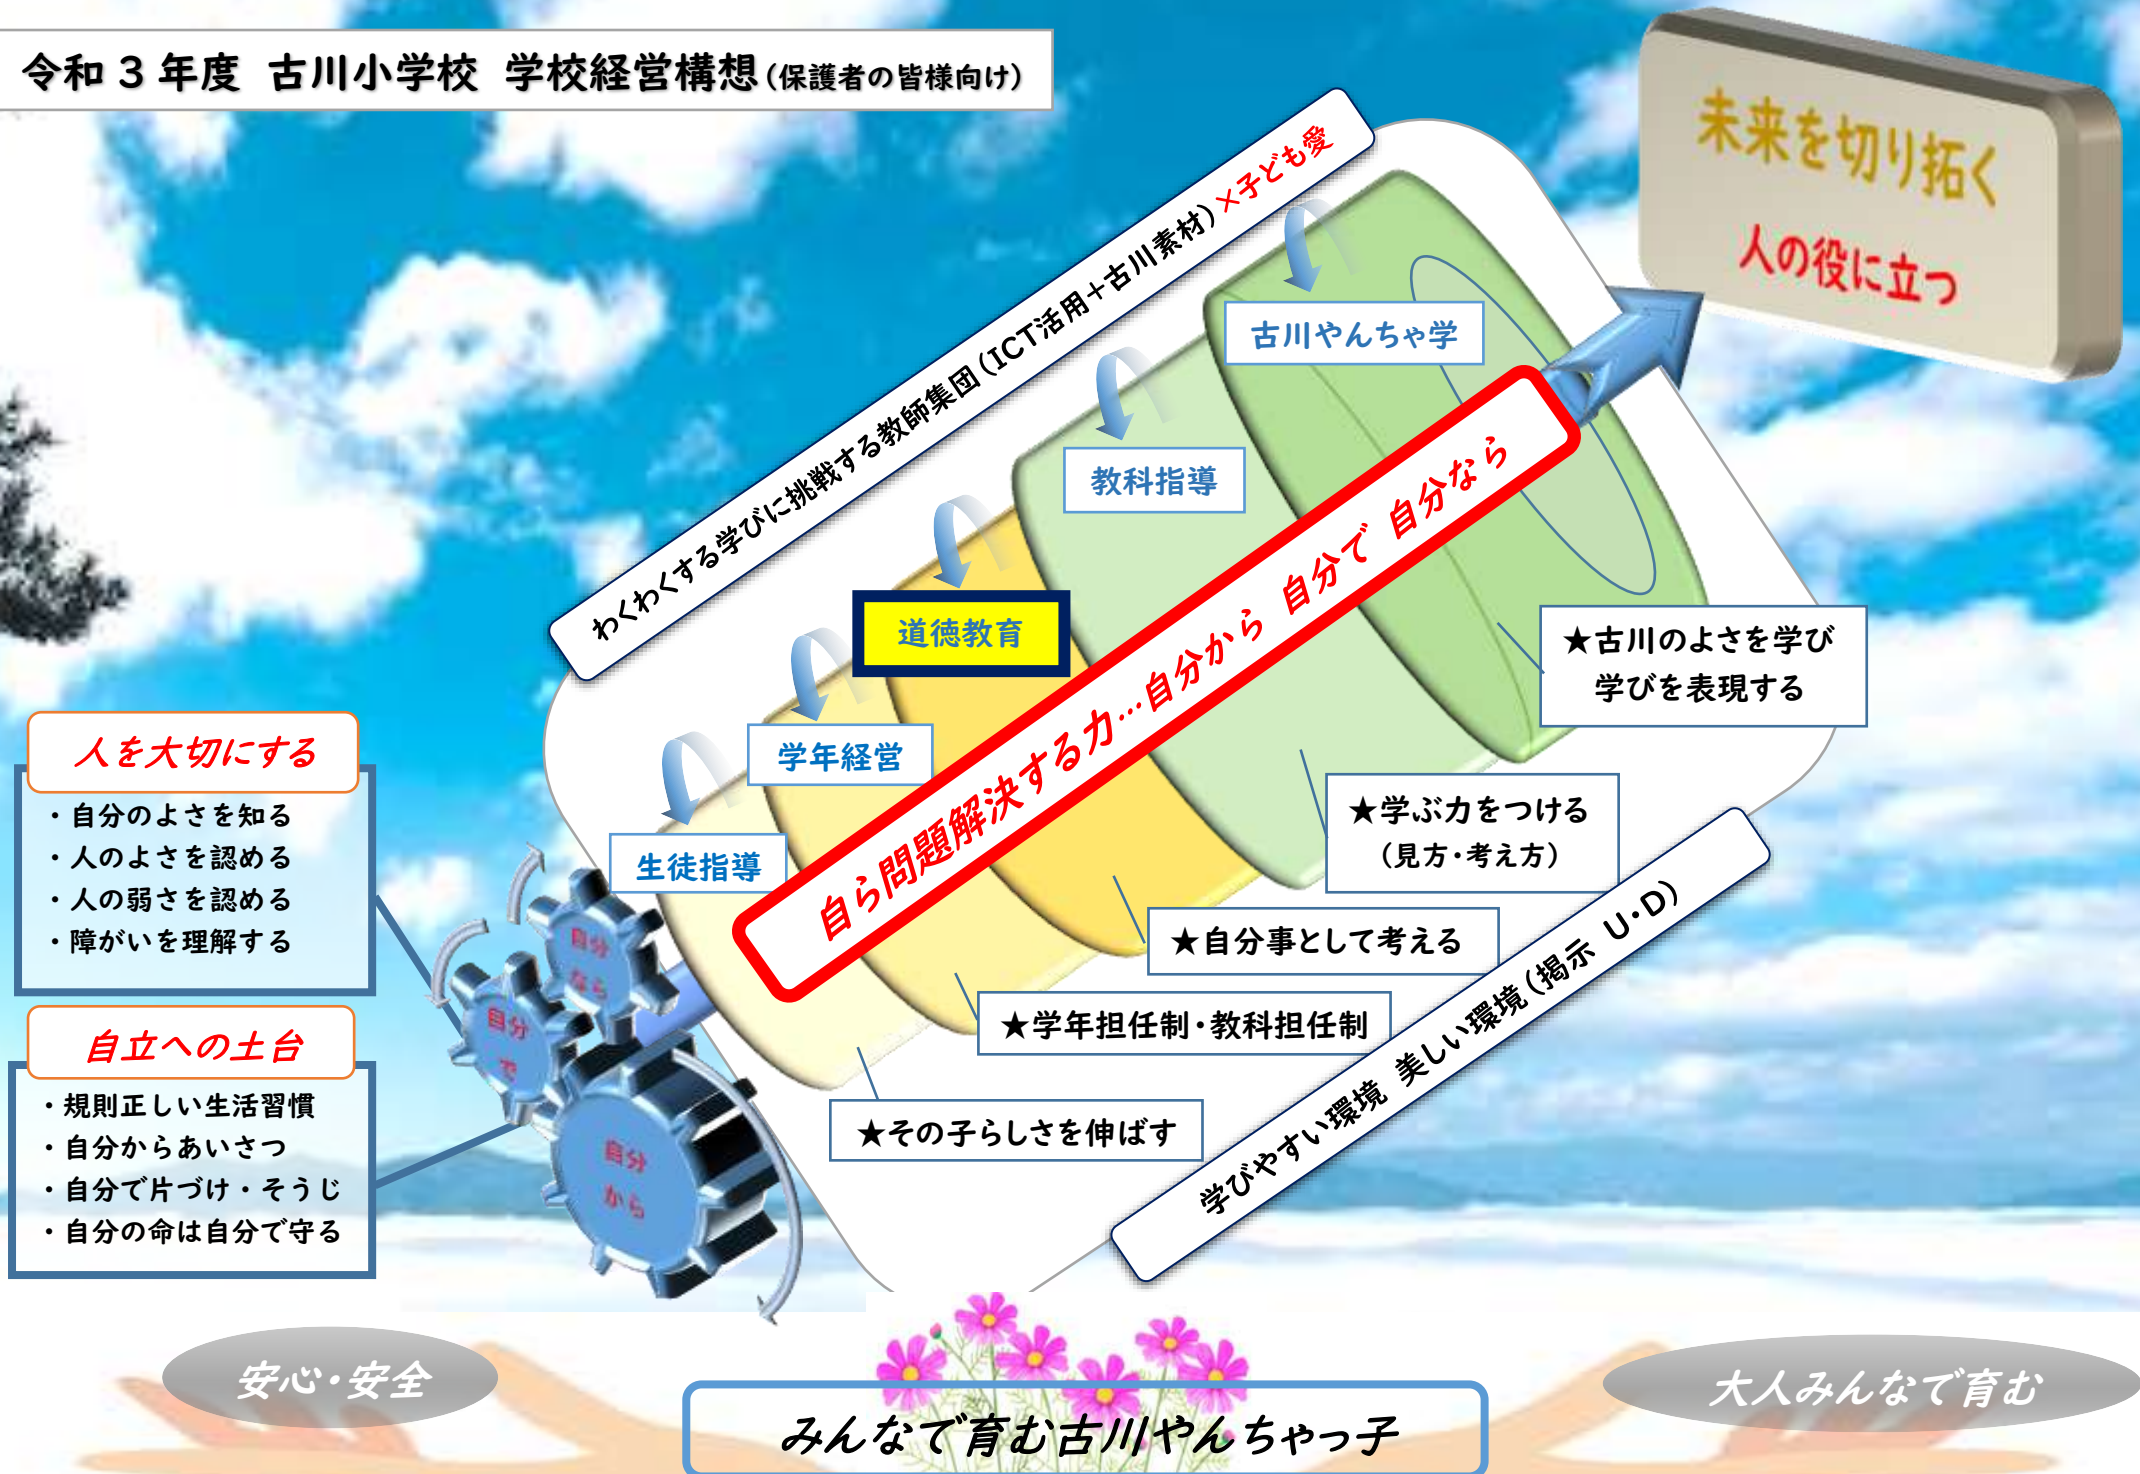 令和3年度 古川小学校 学校経営構想(保護者の皆様向け)
未来を切り拓く
人の役に立つ
わくわくする学びに挑戦する教師集団(ICT活用+古川素材)×子ども愛
古川やんちゃ学
教科指導
道徳教育
学年経営
生徒指導
自ら問題解決する力…自分から 自分で 自分なら
★古川のよさを学び
学びを表現する
★学ぶ力をつける
(見方・考え方)
★自分事として考える
★学年担任制・教科担任制
★その子らしさを伸ばす
学びやすい環境 美しい環境(掲示 U・D)
人を大切にする
・自分のよさを知る
・人のよさを認める
・人の弱さを認める
・障がいを理解する
自立への土台
・規則正しい生活習慣
・自分からあいさつ
・自分で片づけ・そうじ
・自分の命は自分で守る
自分
なら
自分
で
自分
から
安心・安全
みんなで育む古川やんちゃっ子
大人みんなで育む